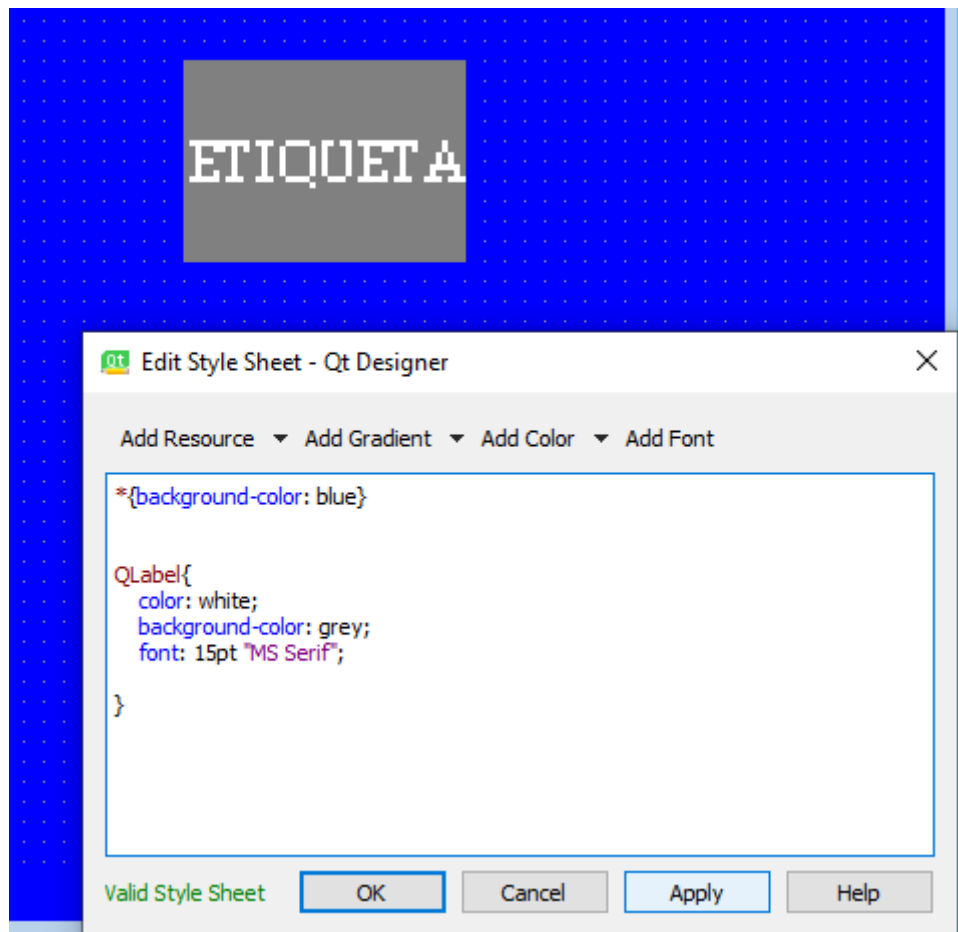 ETIQUETA
Edit Style Sheet - Qt Designer
Add Resource Add Gradient Add Color Add Font
*{background-color: blue}
QLabel{
color: white;
background-color: grey;
font: 15pt "MS Serif";
}
Valid Style Sheet OK Cancel Apply Help